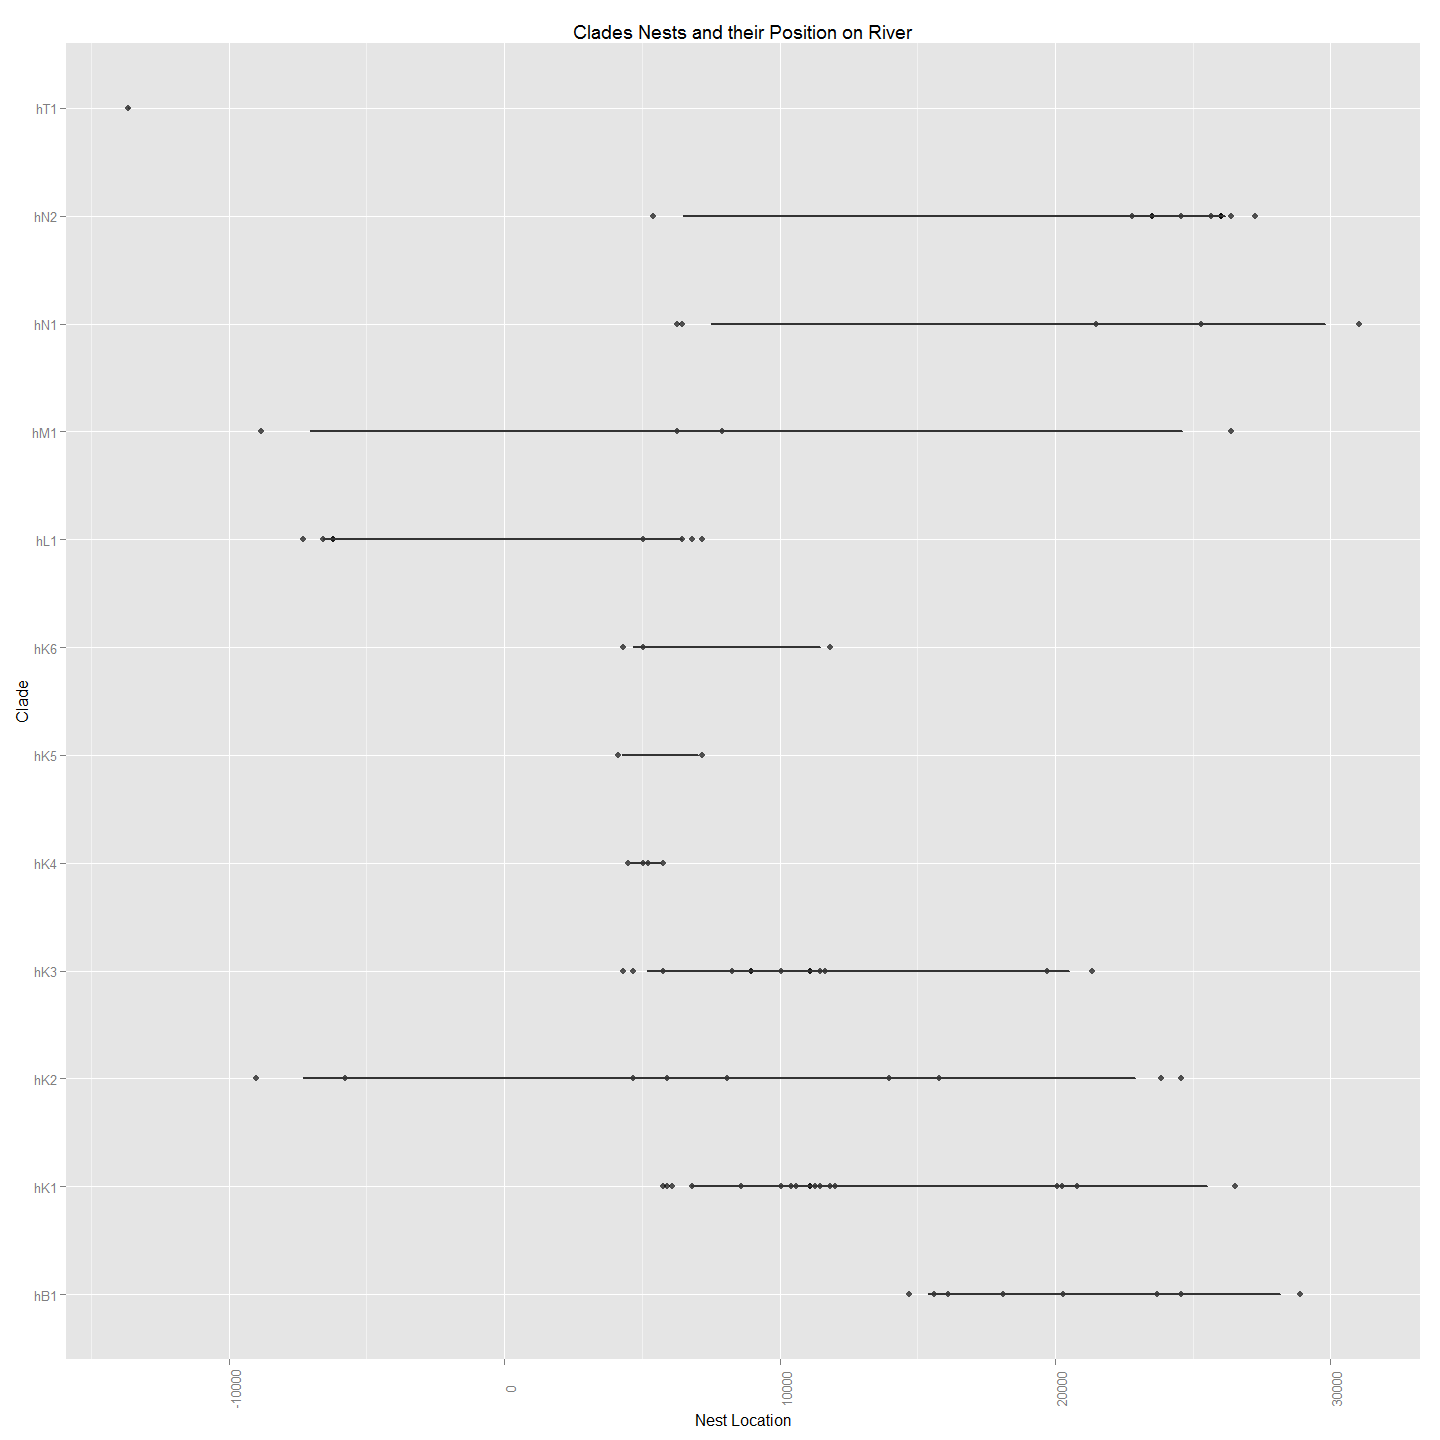 Clades Nests and their Position on River
hT1
hN2
hN1
hM1
hL1
hK6
hK5
hK4
hK3
hK2
hK1
hB1
Clade
-10000
0
10000
20000
30000
Nest Location